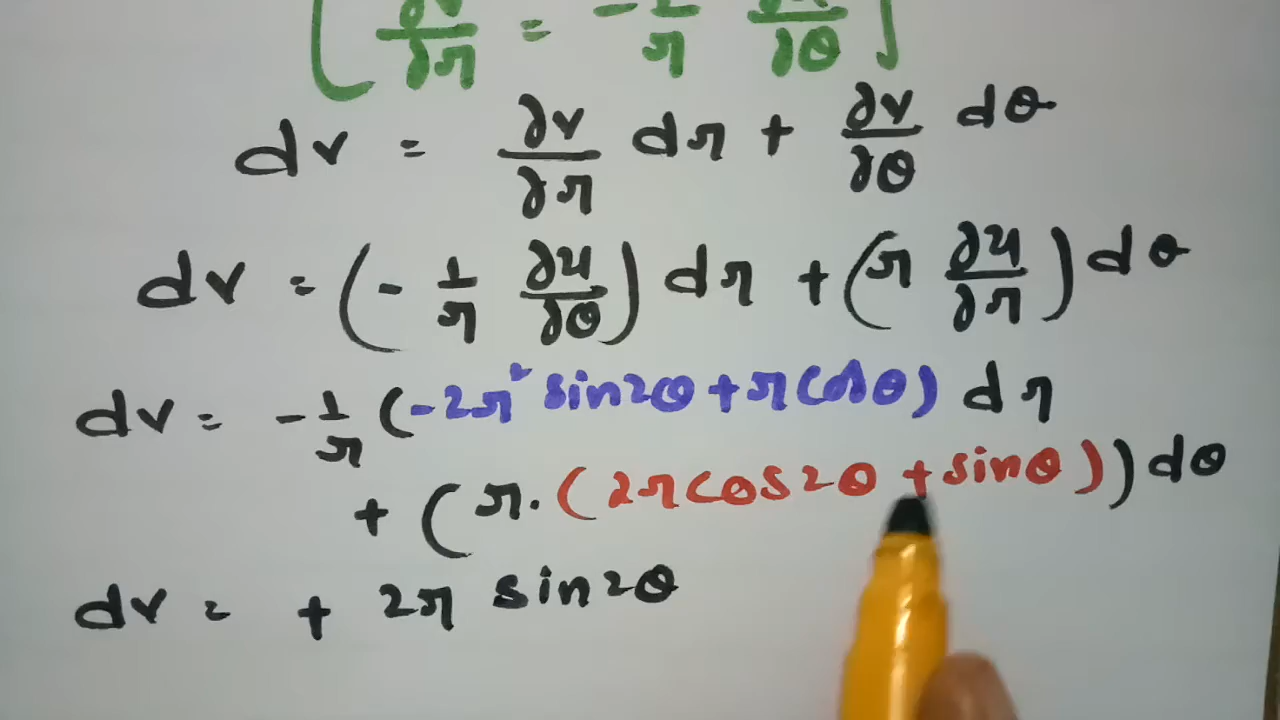 [∂v/∂r = -1/r ∂u/∂θ]
dv = ∂v/∂r dr + ∂v/∂θ dθ
dv = (- 1/r ∂u/∂θ) dr + (r ∂u/∂r) dθ
dv = - 1/r (-2r² sin2θ + r cosθ) dr
+ (r. (2r cos2θ + sinθ)) dθ
dv = + 2r sin2θ